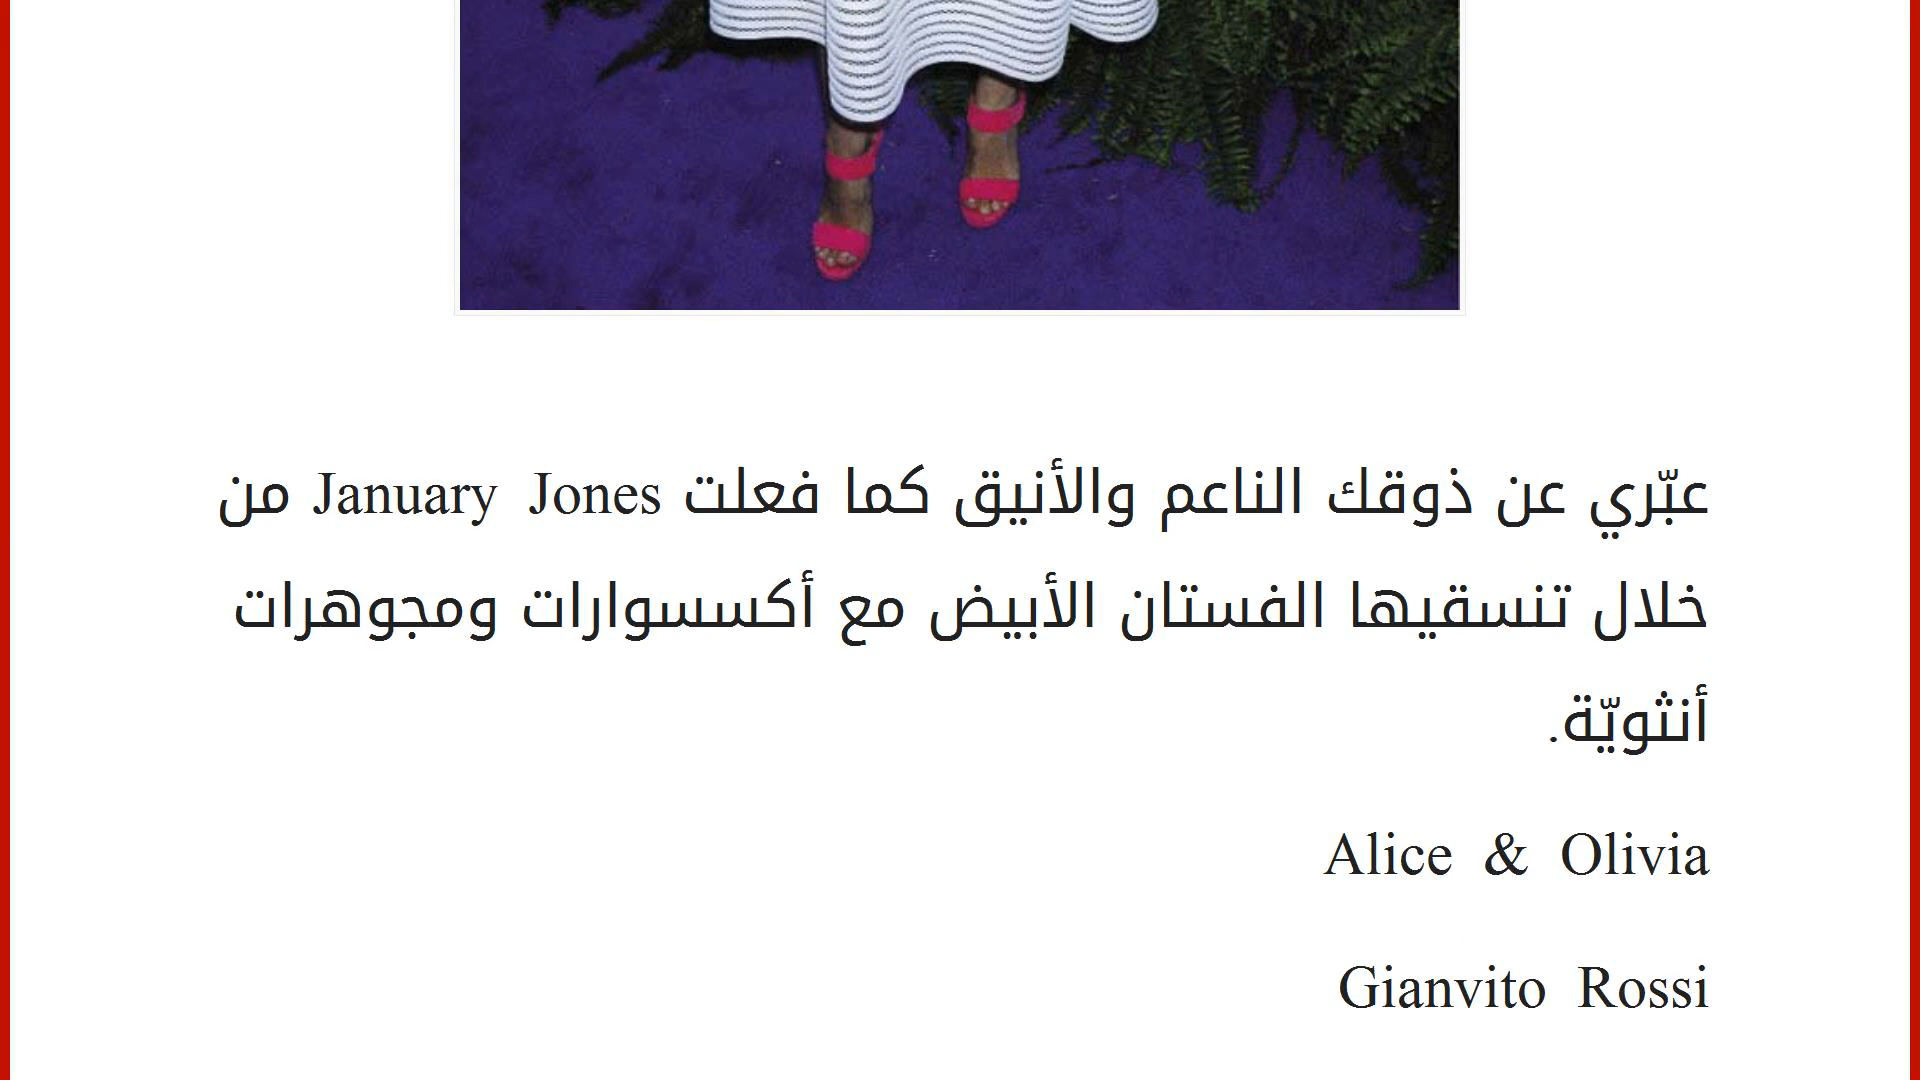 عبّري عن ذوقك الناعم والأنيق كما فعلت January Jones من
خلال تنسقيها الفستان الأبيض مع أكسسوارات ومجوهرات
أنثويّة.
Alice & Olivia
Gianvito Rossi